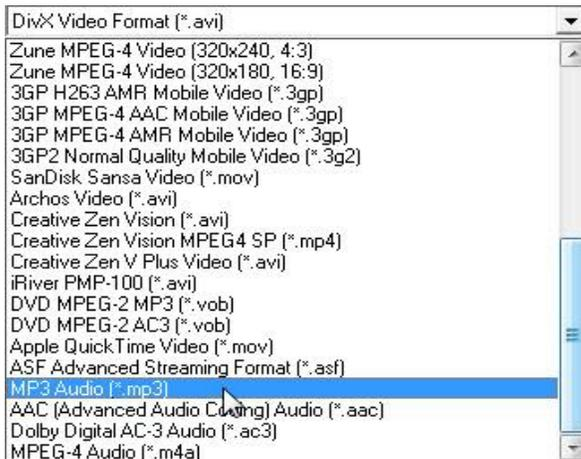 DivX Video Format (*.avi)
Zune MPEG-4 Video (320x240, 4:3)
Zune MPEG-4 Video (320x180, 16:9)
3GP H263 AMR Mobile Video (*.3gp)
3GP MPEG-4 AAC Mobile Video (*.3gp)
3GP MPEG-4 AMR Mobile Video (*.3gp)
3GP2 Normal Quality Mobile Video (*.3g2)
SanDisk Sansa Video (*.mov)
Archos Video (*.avi)
Creative Zen Vision (*.avi)
Creative Zen Vision MPEG4 SP (*.mp4)
Creative Zen V Plus Video (*.avi)
iRiver PMP-100 (*.avi)
DVD MPEG-2 MP3 (*.vob)
DVD MPEG-2 AC3 (*.vob)
Apple QuickTime Video (*.mov)
ASF Advanced Streaming Format (*.asf)
MP3 Audio (*.mp3)
AAC (Advanced Audio Coding) Audio (*.aac)
Dolby Digital AC-3 Audio (*.ac3)
MPEG-4 Audio (*.m4a)